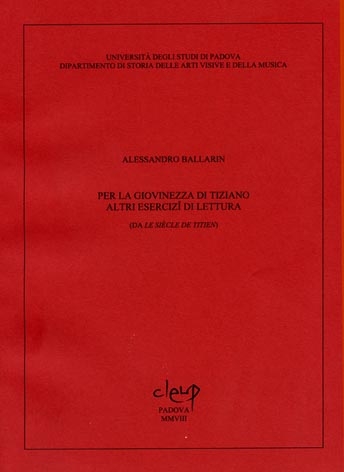 UNIVERSITÀ DEGLI STUDI DI PADOVA
DIPARTIMENTO DI STORIA DELLE ARTI VISIVE E DELLA MUSICA
ALESSANDRO BALLARIN
PER LA GIOVINEZZA DI TIZIANO
ALTRI ESERCIZÎ DI LETTURA
(DA LE SIÈCLE DE TITIEN)
cleup
PADOVA
MMVIII